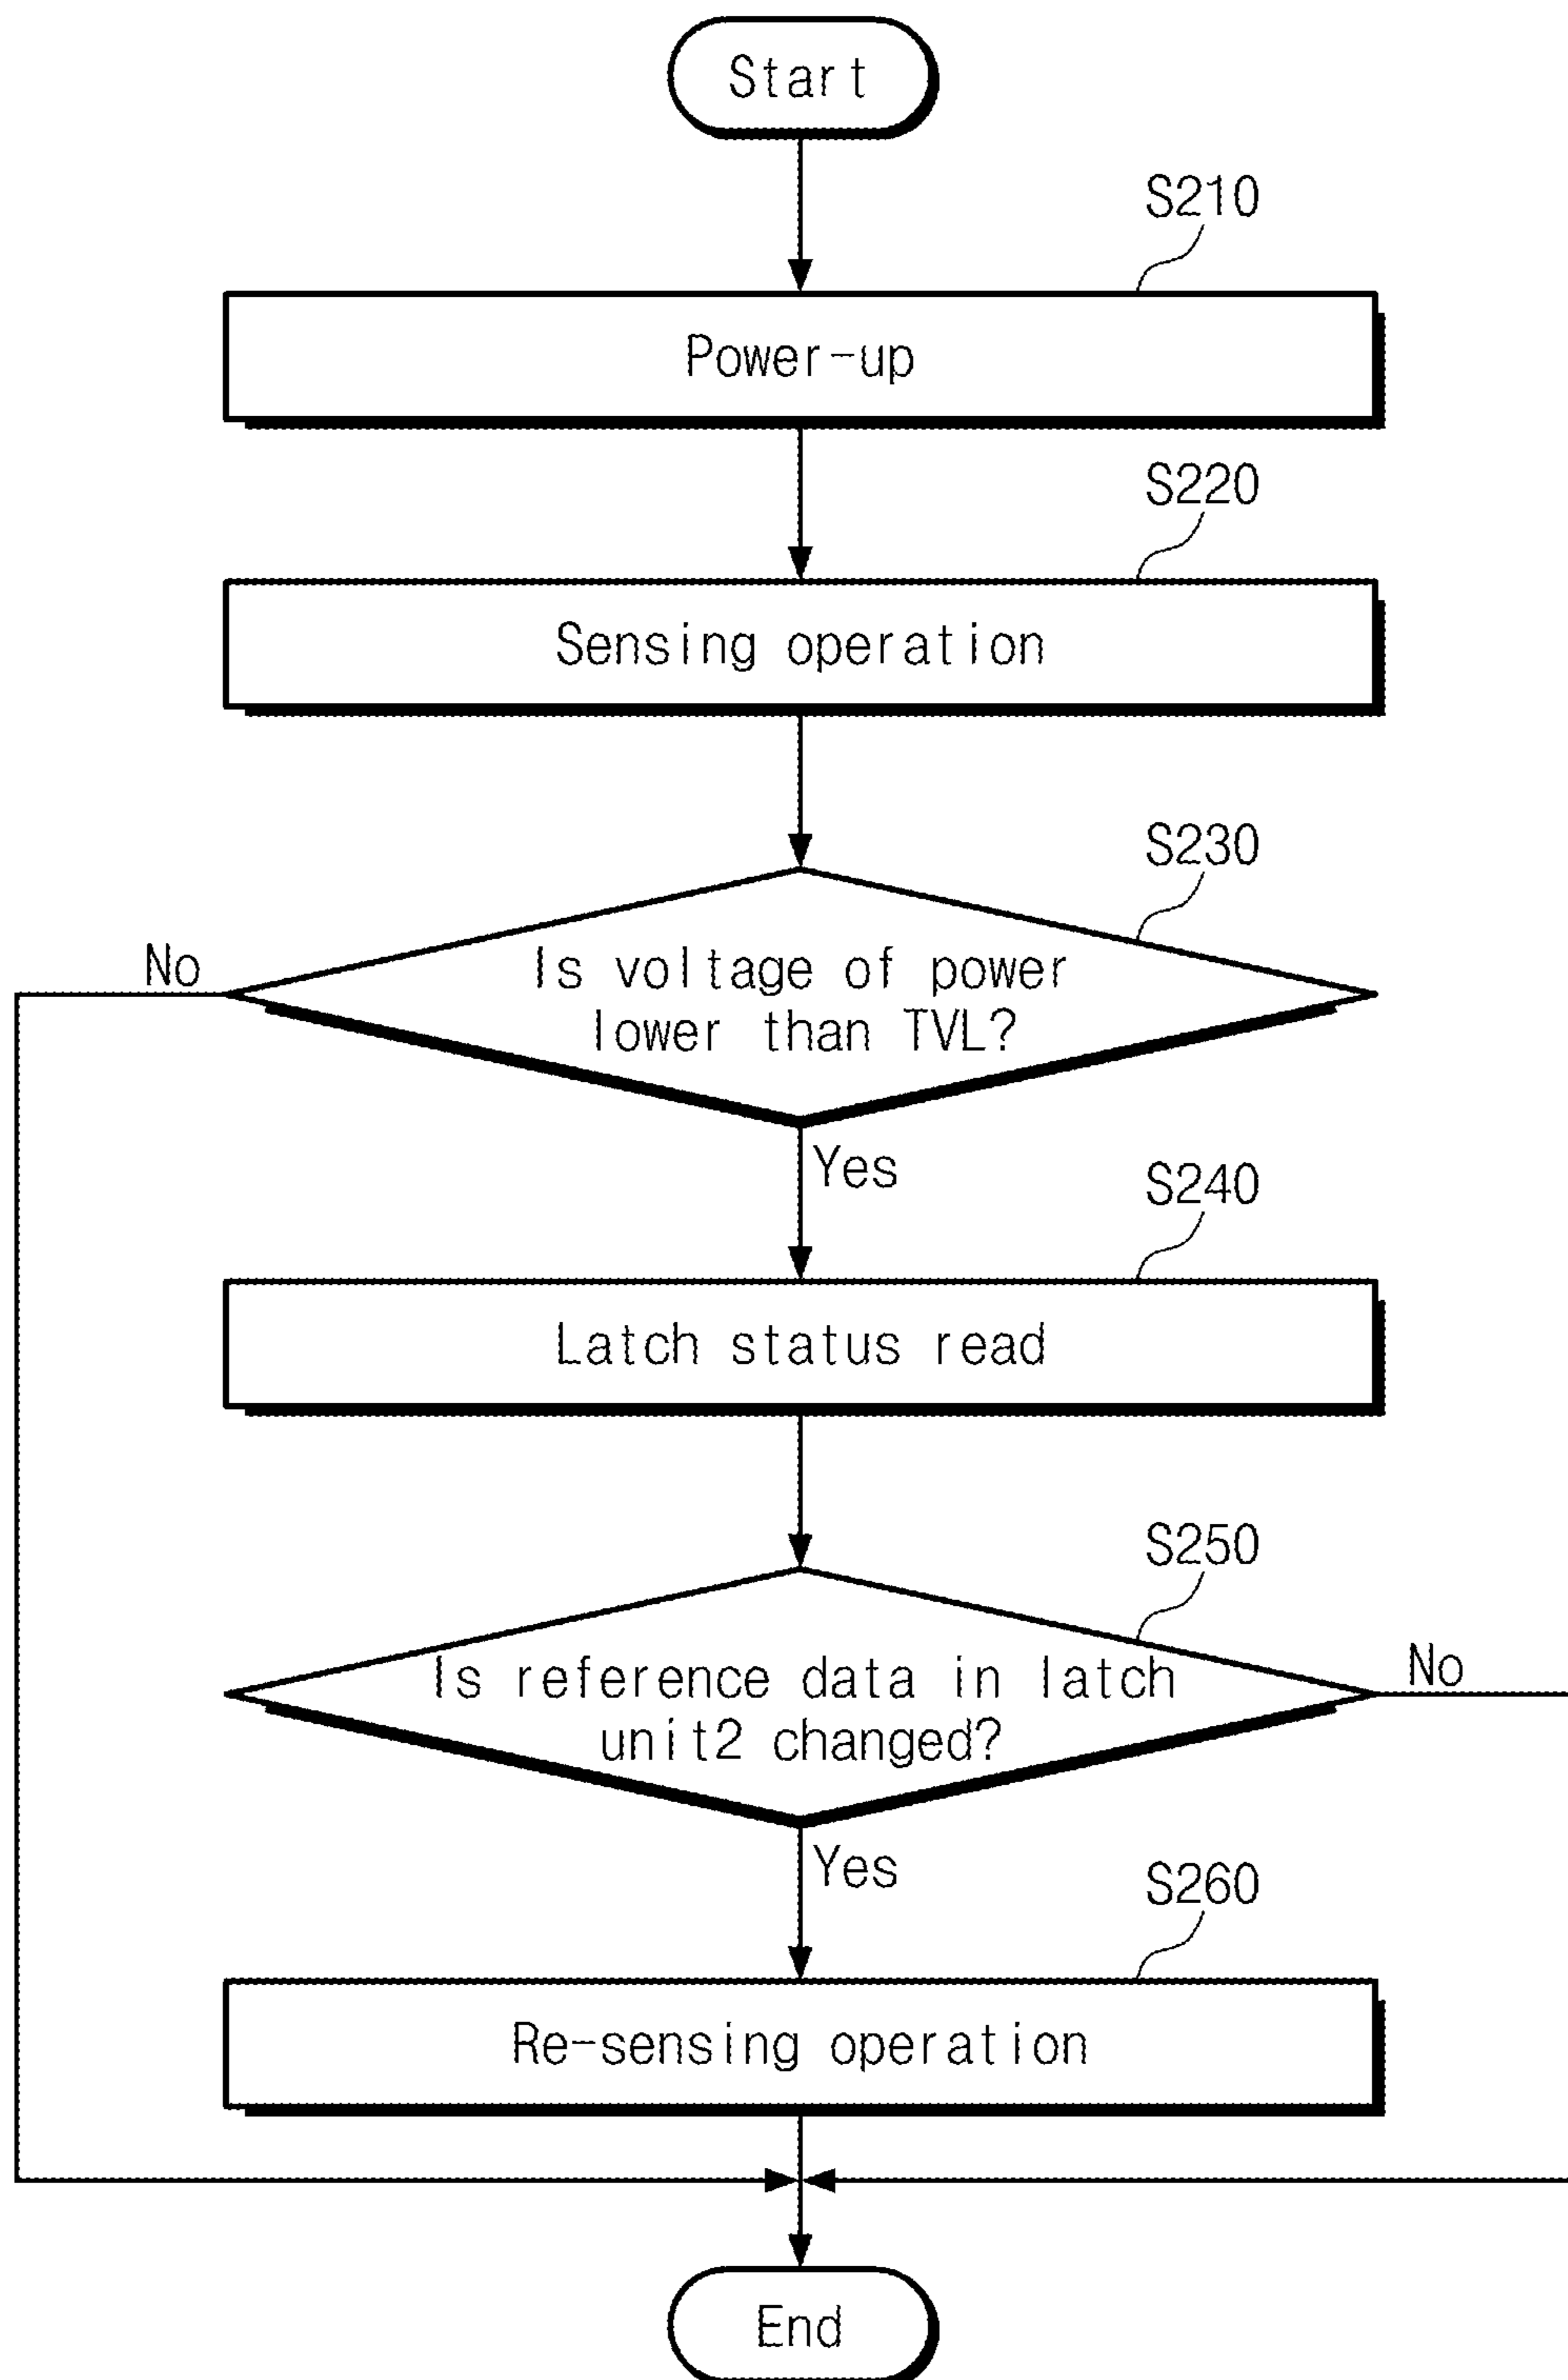 Start
S210
Power-up
S220
Sensing operation
S230
No
Is voltage of power
lower than TVL?
Yes
S240
Latch status read
S250
No
Is reference data in latch
unit2 changed?
Yes
S260
Re-sensing operation
End